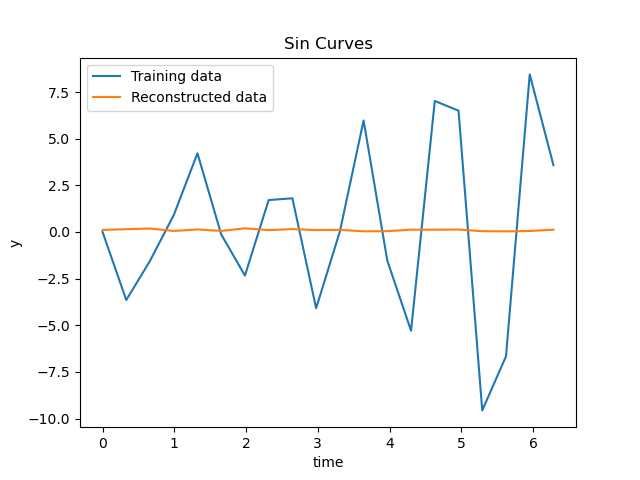 Sin Curves
Training data
Reconstructed data
7.5
5.0
2.5
0.0
−2.5
−5.0
−7.5
−10.0
y
0 1 2 3 4 5 6
time